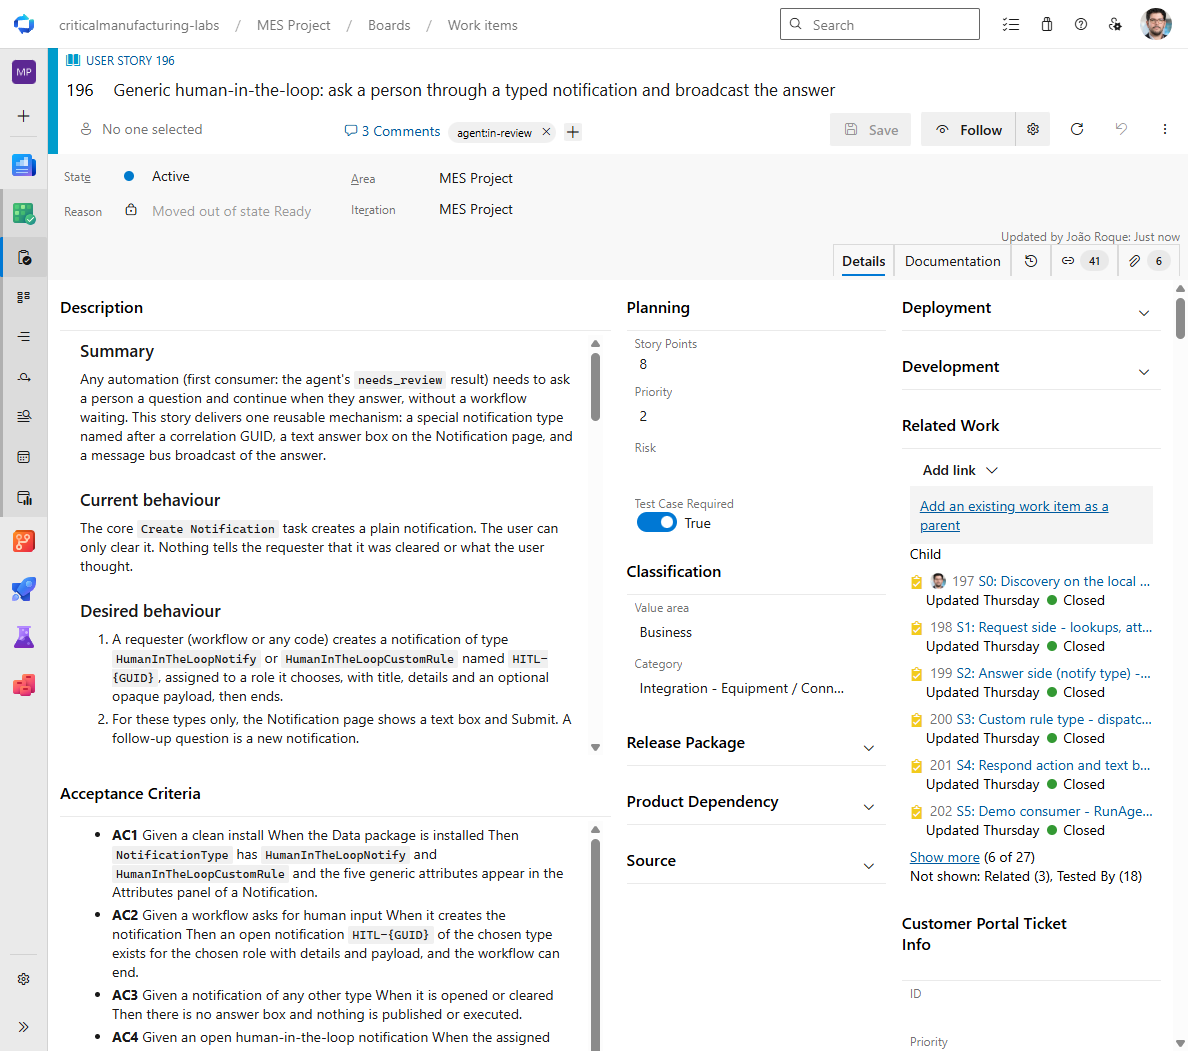 criticalmanufacturing-labs / MES Project / Boards / Work items
Search
MP
USER STORY 196
196 Generic human-in-the-loop: ask a person through a typed notification and broadcast the answer
No one selected
3 Comments
agent:in-review
Save
Follow
State
Active
Area
MES Project
Reason
Moved out of state Ready
Iteration
MES Project
Updated by João Roque: Just now
Details
Documentation
41
6
Description
Summary
Any automation (first consumer: the agent's needs_review result) needs to ask
a person a question and continue when they answer, without a workflow
waiting. This story delivers one reusable mechanism: a special notification type
named after a correlation GUID, a text answer box on the Notification page, and
a message bus broadcast of the answer.
Current behaviour
The core Create Notification task creates a plain notification. The user can
only clear it. Nothing tells the requester that it was cleared or what the user
thought.
Desired behaviour
1. A requester (workflow or any code) creates a notification of type
HumanInTheLoopNotify or HumanInTheLoopCustomRule named HITL-
{GUID}, assigned to a role it chooses, with title, details and an optional
opaque payload, then ends.
2. For these types only, the Notification page shows a text box and Submit. A
follow-up question is a new notification.
Acceptance Criteria
• AC1 Given a clean install When the Data package is installed Then
NotificationType has HumanInTheLoopNotify and
HumanInTheLoopCustomRule and the five generic attributes appear in the
Attributes panel of a Notification.
• AC2 Given a workflow asks for human input When it creates the
notification Then an open notification HITL-{GUID} of the chosen type
exists for the chosen role with details and payload, and the workflow can
end.
• AC3 Given a notification of any other type When it is opened or cleared
Then there is no answer box and nothing is published or executed.
• AC4 Given an open human-in-the-loop notification When the assigned
Planning
Story Points
8
Priority
2
Risk
Test Case Required
True
Classification
Value area
Business
Category
Integration - Equipment / Conn...
Release Package
Product Dependency
Source
Deployment
Development
Related Work
Add link
Add an existing work item as a
parent
Child
197 S0: Discovery on the local ...
Updated Thursday Closed
198 S1: Request side - lookups, att...
Updated Thursday Closed
199 S2: Answer side (notify type) -...
Updated Thursday Closed
200 S3: Custom rule type - dispatc...
Updated Thursday Closed
201 S4: Respond action and text b...
Updated Thursday Closed
202 S5: Demo consumer - RunAge...
Updated Thursday Closed
Show more (6 of 27)
Not shown: Related (3), Tested By (18)
Customer Portal Ticket
Info
ID
Priority